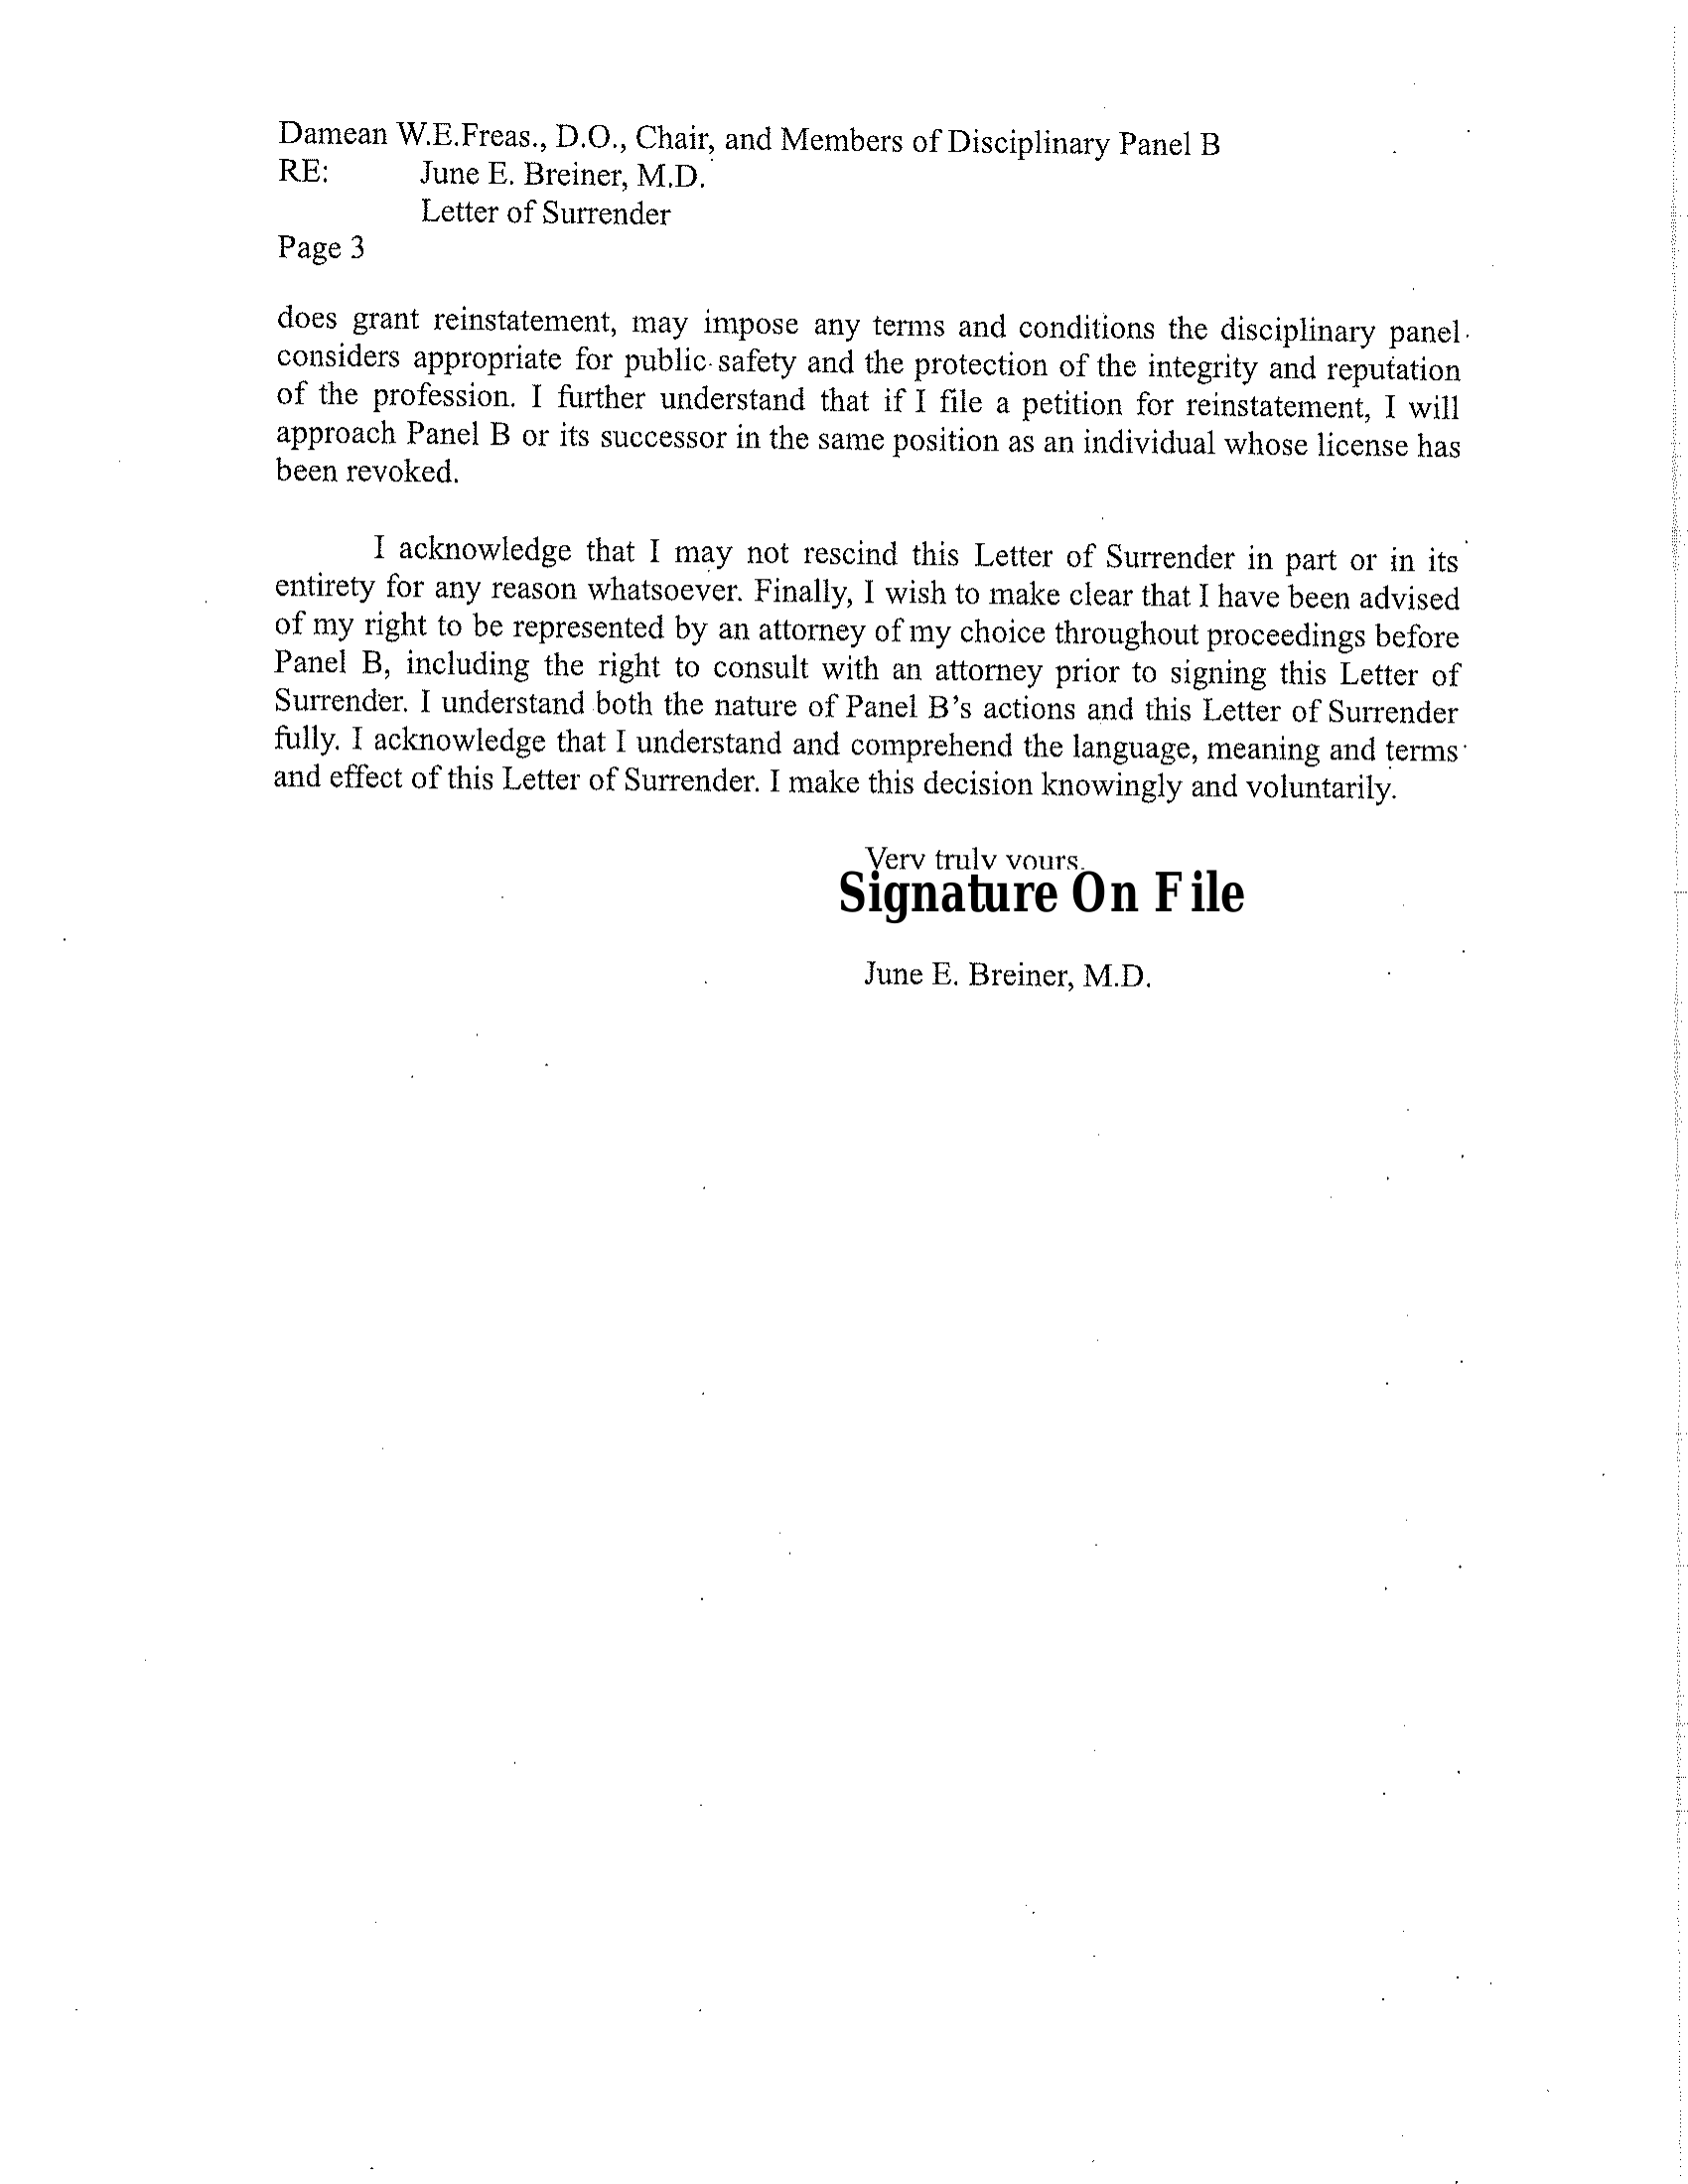 Damean W.E.Freas., D.O., Chair, and Members of Disciplinary Panel B
RE: June E. Breiner, M.D.
Letter of Surrender
Page 3
does grant reinstatement, may impose any terms and conditions the disciplinary panel
considers appropriate for public safety and the protection of the integrity and reputation
of the profession. I further understand that if I file a petition for reinstatement, I will
approach Panel B or its successor in the same position as an individual whose license has
been revoked.
I acknowledge that I may not rescind this Letter of Surrender in part or in its
entirety for any reason whatsoever. Finally, I wish to make clear that I have been advised
of my right to be represented by an attorney of my choice throughout proceedings before
Panel B, including the right to consult with an attorney prior to signing this Letter of
Surrender. I understand both the nature of Panel B's actions and this Letter of Surrender
fully. I acknowledge that I understand and comprehend the language, meaning and terms
and effect of this Letter of Surrender. I make this decision knowingly and voluntarily.
Very truly yours,
Signature On File
June E. Breiner, M.D.